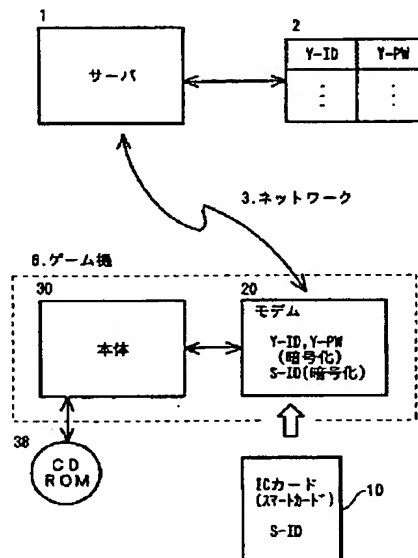 1
サーバ
2
Y-ID Y-PW
⋮ ⋮
3.ネットワーク
6.ゲーム機
30
本体
20
モデム
Y-ID,Y-PW
(暗号化)
S-ID(暗号化)
38
CD
ROM
ICカード
(スマートカード)
S-ID
10